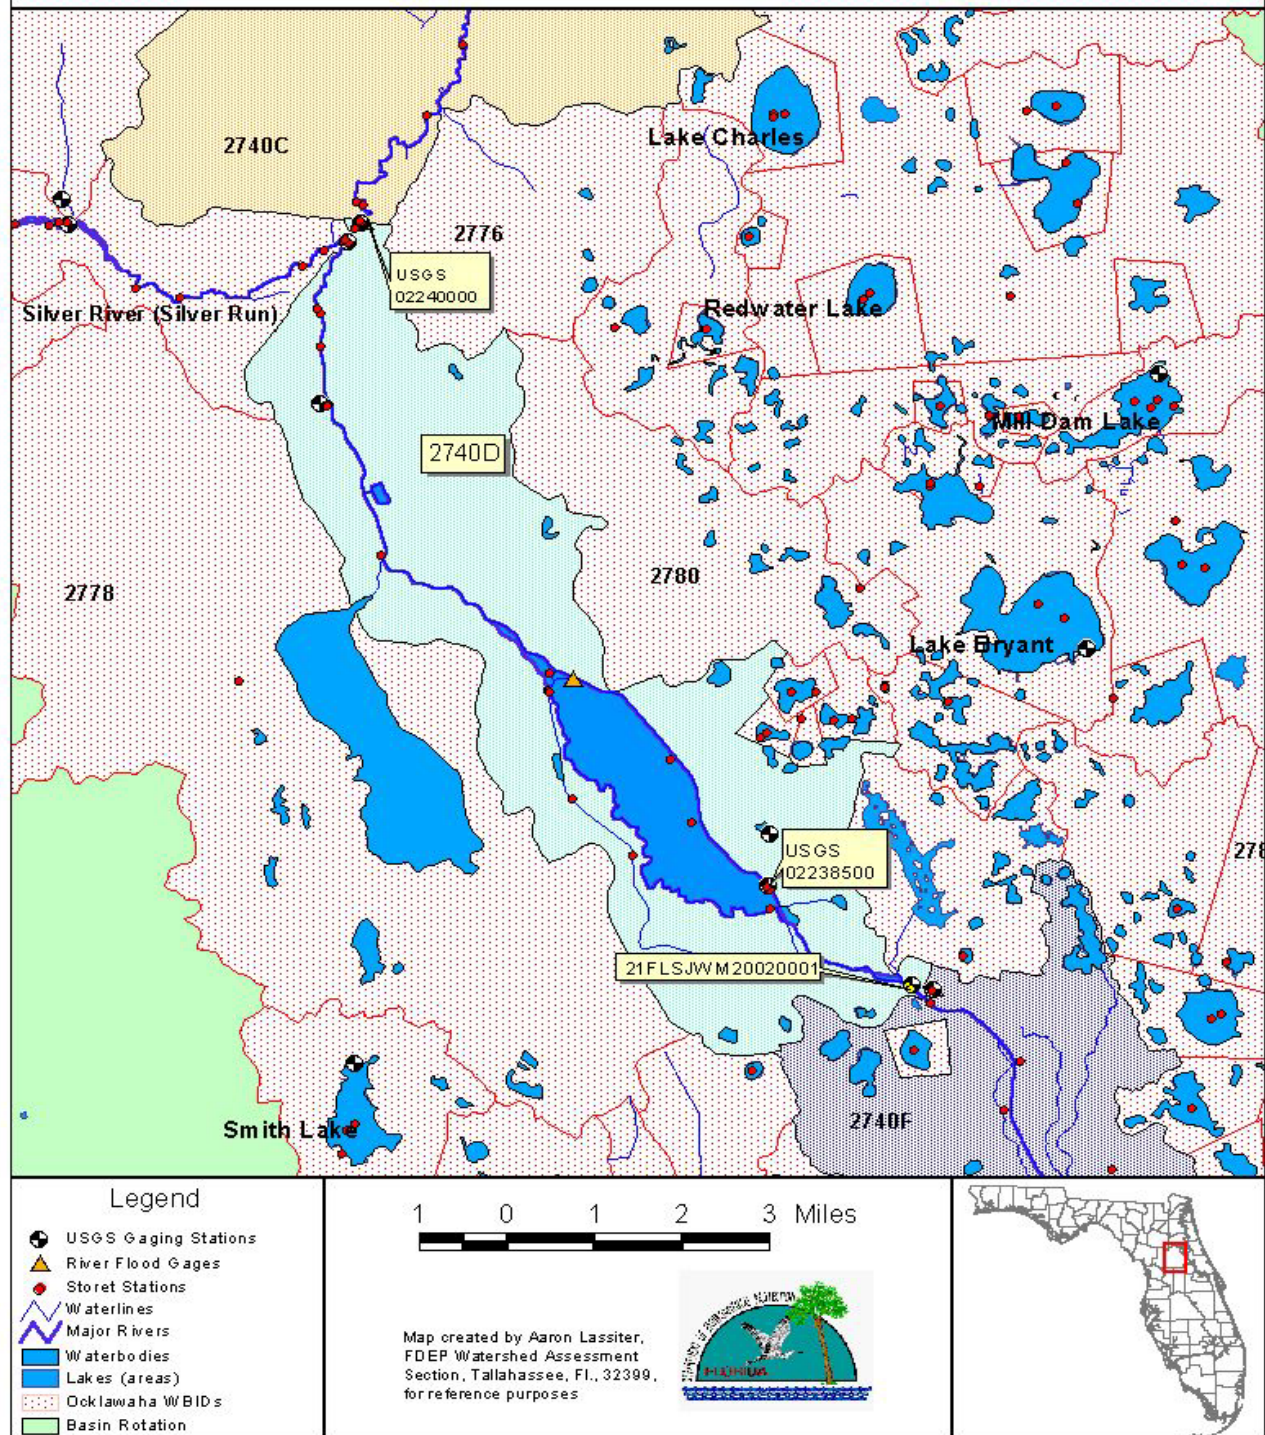 Lake Charles
2740C
2776
USGS
02240000
Silver River (Silver Run)
Redwater Lake
Mill Dam Lake
2740D
2780
2778
Lake Bryant
USGS
02238500
278
21FLSJWM20020001
2740F
Smith Lake
Legend
USGS Gaging Stations
River Flood Gages
Storet Stations
Waterlines
Major Rivers
Waterbodies
Lakes (areas)
Ocklawaha WBIDs
Basin Rotation
1 0 1 2 3 Miles
Map created by Aaron Lassiter,
FDEP Watershed Assessment
Section, Tallahassee, Fl., 32399,
for reference purposes
FLORIDA